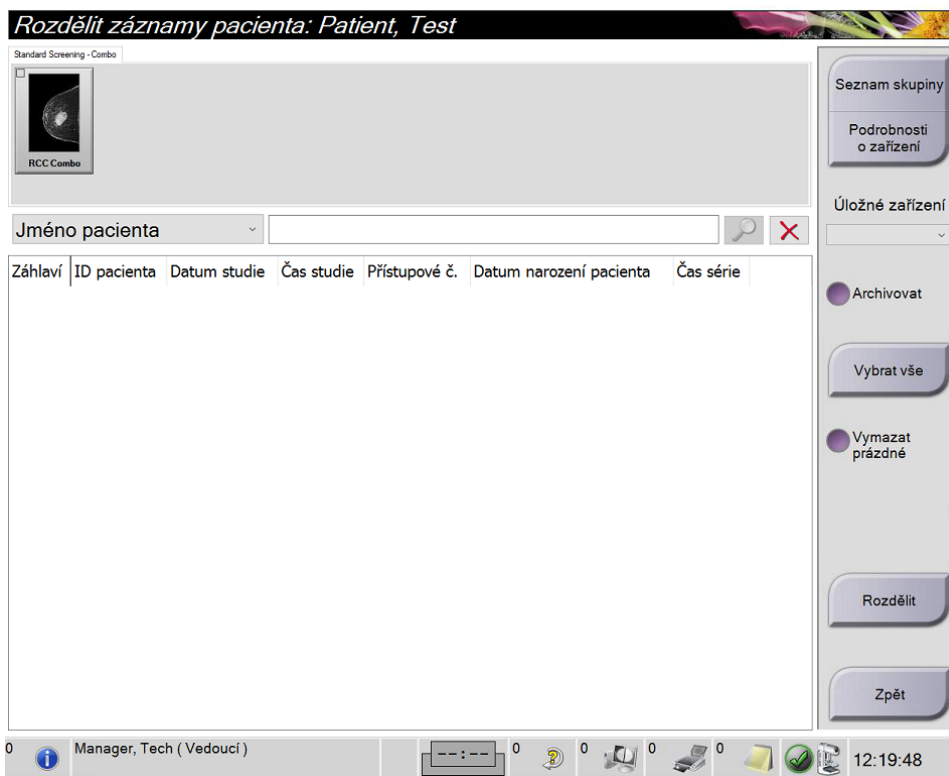 Rozdělit záznamy pacienta: Patient, Test
Standard Screening - Combo
RCC Combo
Seznam skupiny
Podrobnosti
o zařízení
Úložné zařízení
Jméno pacienta
Záhlaví ID pacienta Datum studie Čas studie Přístupové č. Datum narození pacienta Čas série
Archivovat
Vybrat vše
Vymazat
prázdné
Rozdělit
Zpět
0 Manager, Tech ( Vedoucí ) --:-- 0 0 0 0 12:19:48